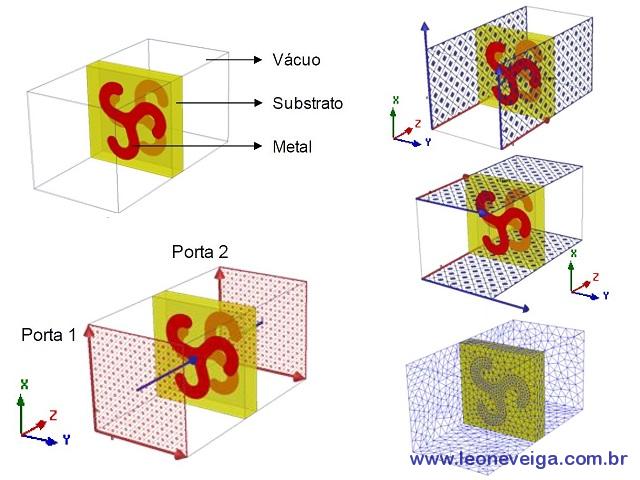 Vácuo
Substrato
Metal
X
Z
Y
X
Z
Y
Porta 2
Porta 1
X
Z
Y
www.leoneveiga.com.br